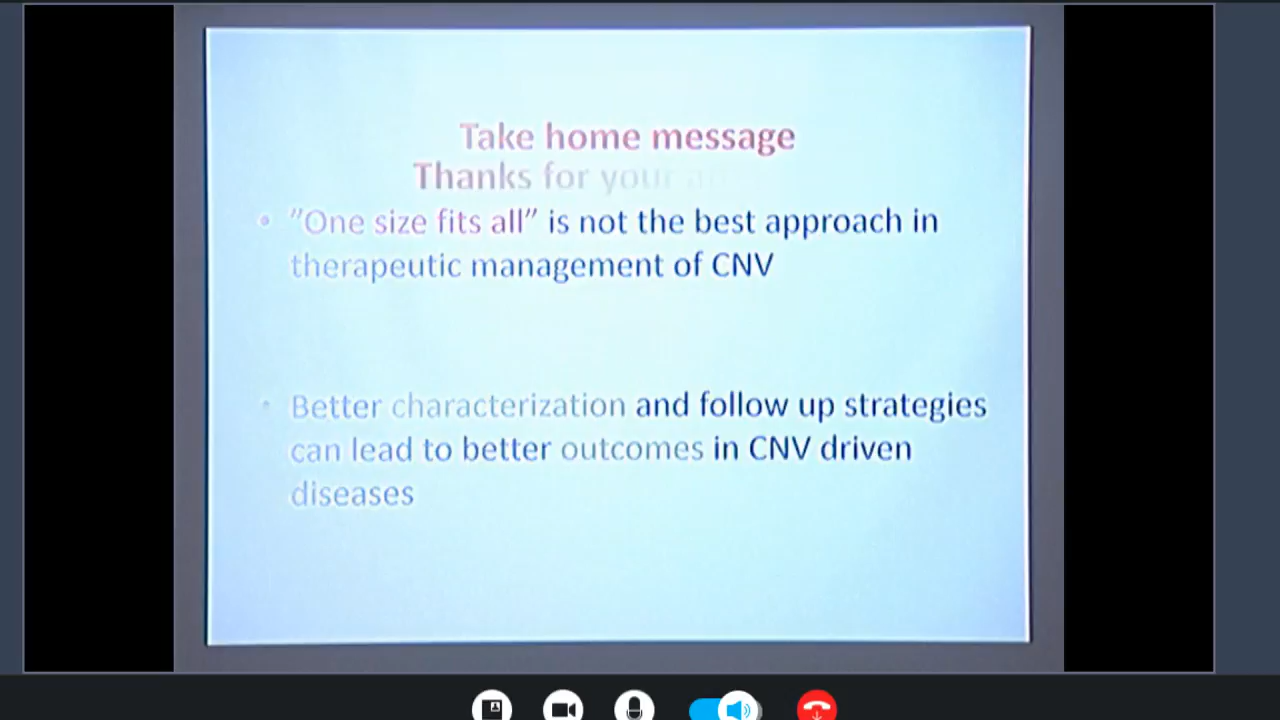 Take home message
Thanks for your
• ”One size fits all” is not the best approach in
therapeutic management of CNV
• Better characterization and follow up strategies
can lead to better outcomes in CNV driven
diseases